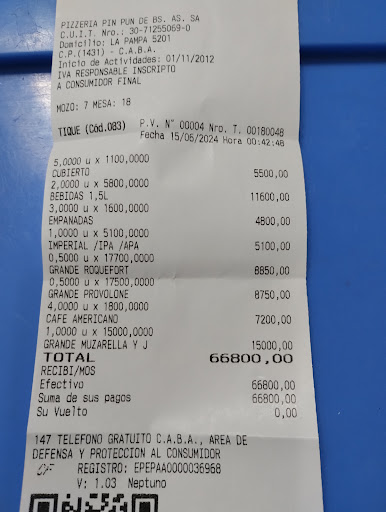 PIZZERIA PIN PUN DE BS. AS. SA
C.U.I.T. Nro.: 30-71255069-0
Domicilio: LA PAMPA 5201
C.P.(1431) - C.A.B.A.
Inicio de Actividades: 01/11/2012
IVA RESPONSABLE INSCRIPTO
A CONSUMIDOR FINAL
MOZO: 7 MESA: 18
TIQUE (Cód.083) P.V. N° 00004 Nro. T. 00180048
Fecha 15/06/2024 Hora 00:42:48
5,0000 u x 1100,0000
CUBIERTO 5500,00
2,0000 u x 5800,0000
BEBIDAS 1,5L 11600,00
3,0000 u x 1600,0000
EMPANADAS 4800,00
1,0000 u x 5100,0000
IMPERIAL /IPA /APA 5100,00
0,5000 u x 17700,0000
GRANDE ROQUEFORT 8850,00
0,5000 u x 17500,0000
GRANDE PROVOLONE 8750,00
4,0000 u x 1800,0000
CAFE AMERICANO 7200,00
1,0000 u x 15000,0000
GRANDE MUZARELLA Y J 15000,00
TOTAL 66800,00
RECIBI/MOS
Efectivo 66800,00
Suma de sus pagos 66800,00
Su Vuelto 0,00
147 TELEFONO GRATUITO C.A.B.A., AREA DE
DEFENSA Y PROTECCION AL CONSUMIDOR
CF REGISTRO: EPEPAA0000036968
V: 1.03 Neptuno